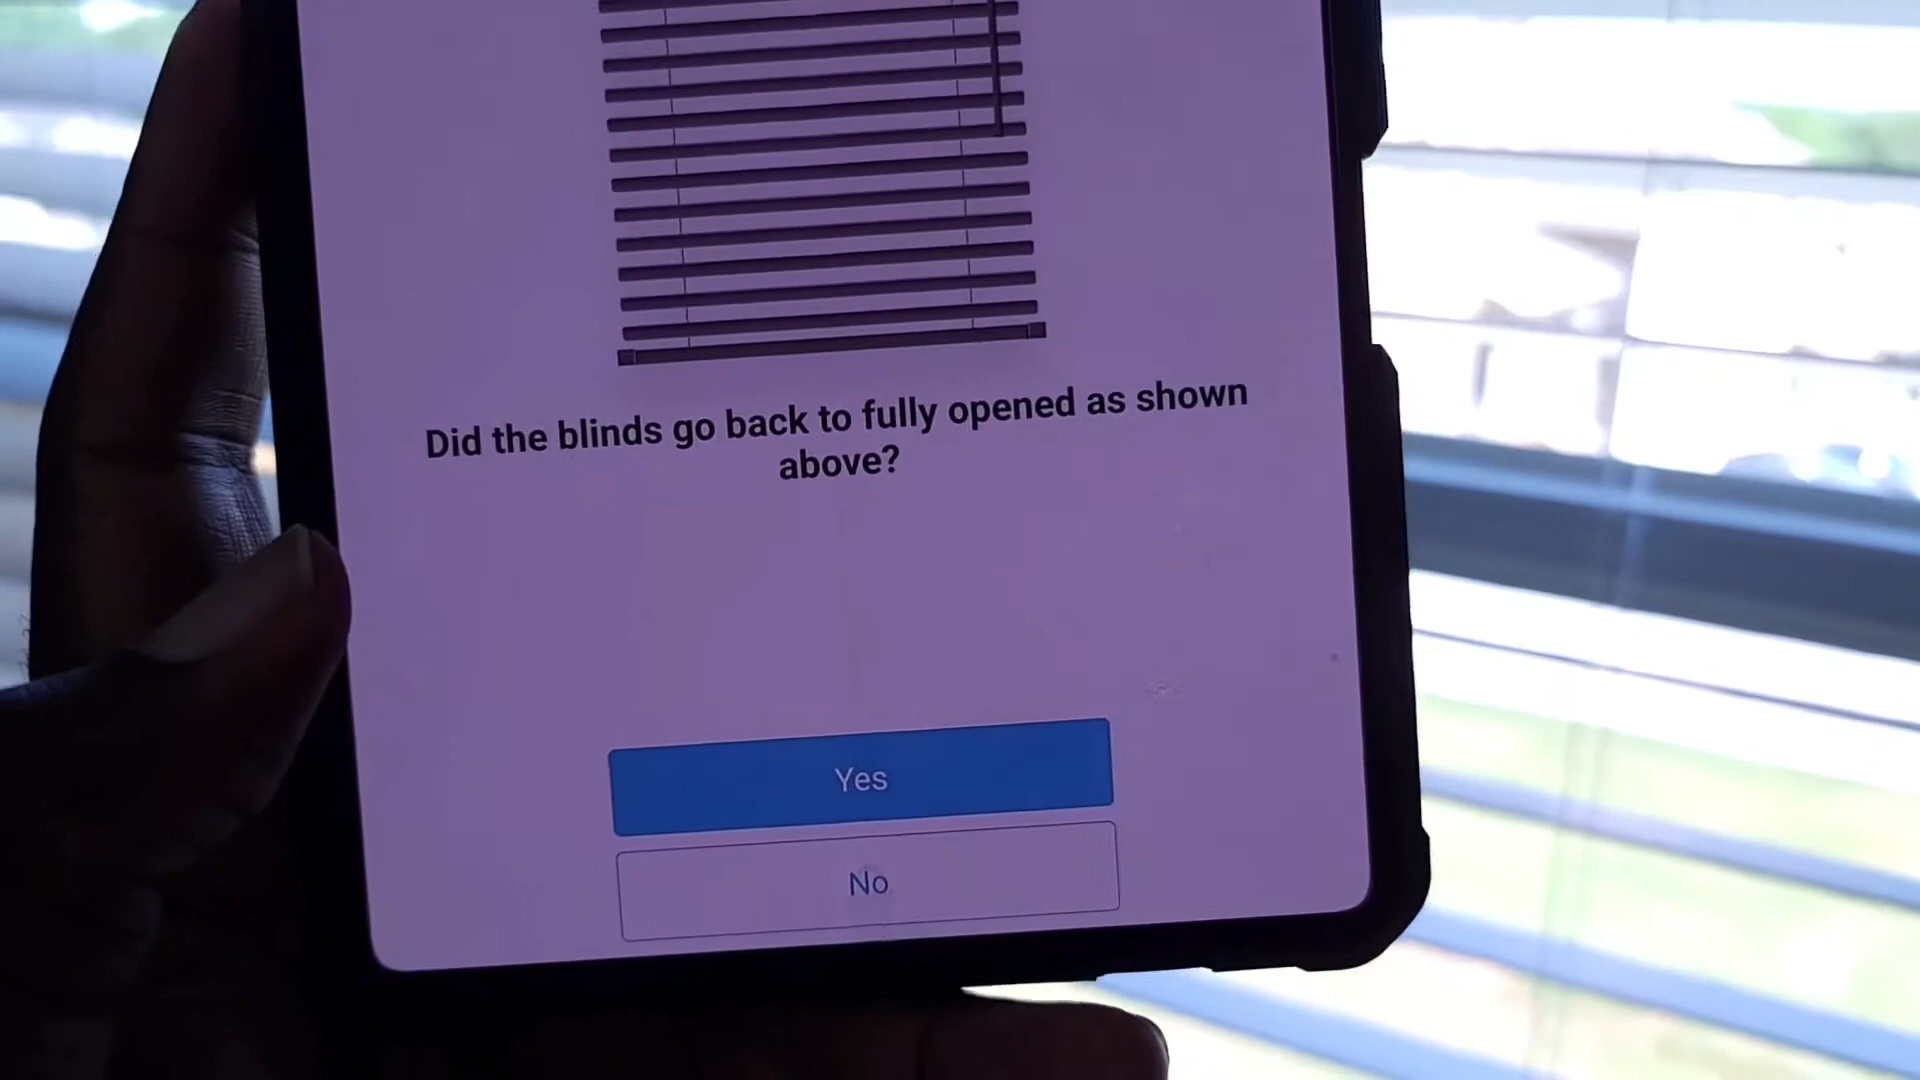 Did the blinds go back to fully opened as shown
above?
Yes
No